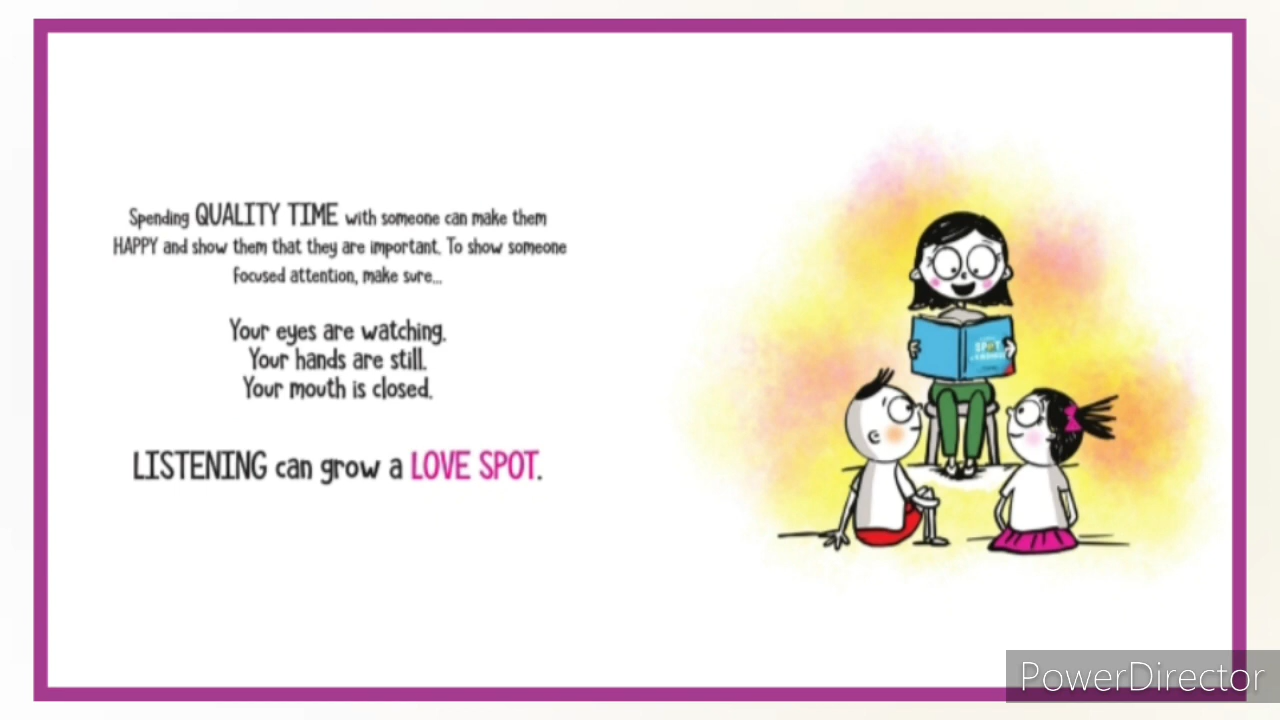 Spending QUALITY TIME with someone can make them
HAPPY and show them that they are important. To show someone
focused attention, make sure...
Your eyes are watching.
Your hands are still.
Your mouth is closed.
LISTENING can grow a LOVE SPOT.
SPOT
PowerDirector